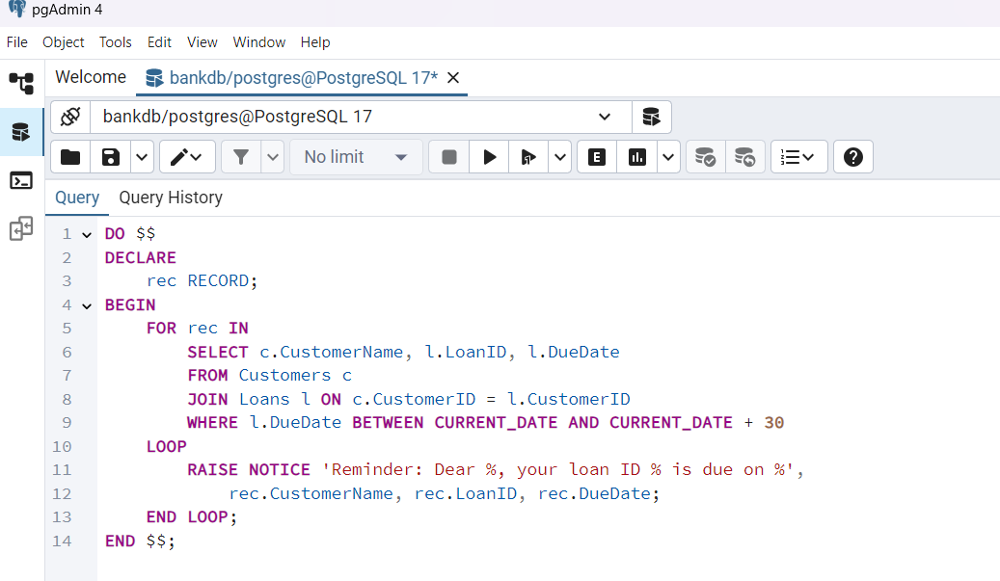 pgAdmin 4
File Object Tools Edit View Window Help
Welcome bankdb/postgres@PostgreSQL 17*
bankdb/postgres@PostgreSQL 17
No limit E
Query Query History
1 DO $$
2 DECLARE
3 rec RECORD;
4 BEGIN
5 FOR rec IN
6 SELECT c.CustomerName, l.LoanID, l.DueDate
7 FROM Customers c
8 JOIN Loans l ON c.CustomerID = l.CustomerID
9 WHERE l.DueDate BETWEEN CURRENT_DATE AND CURRENT_DATE + 30
10 LOOP
11 RAISE NOTICE 'Reminder: Dear %, your loan ID % is due on %',
12 rec.CustomerName, rec.LoanID, rec.DueDate;
13 END LOOP;
14 END $$;